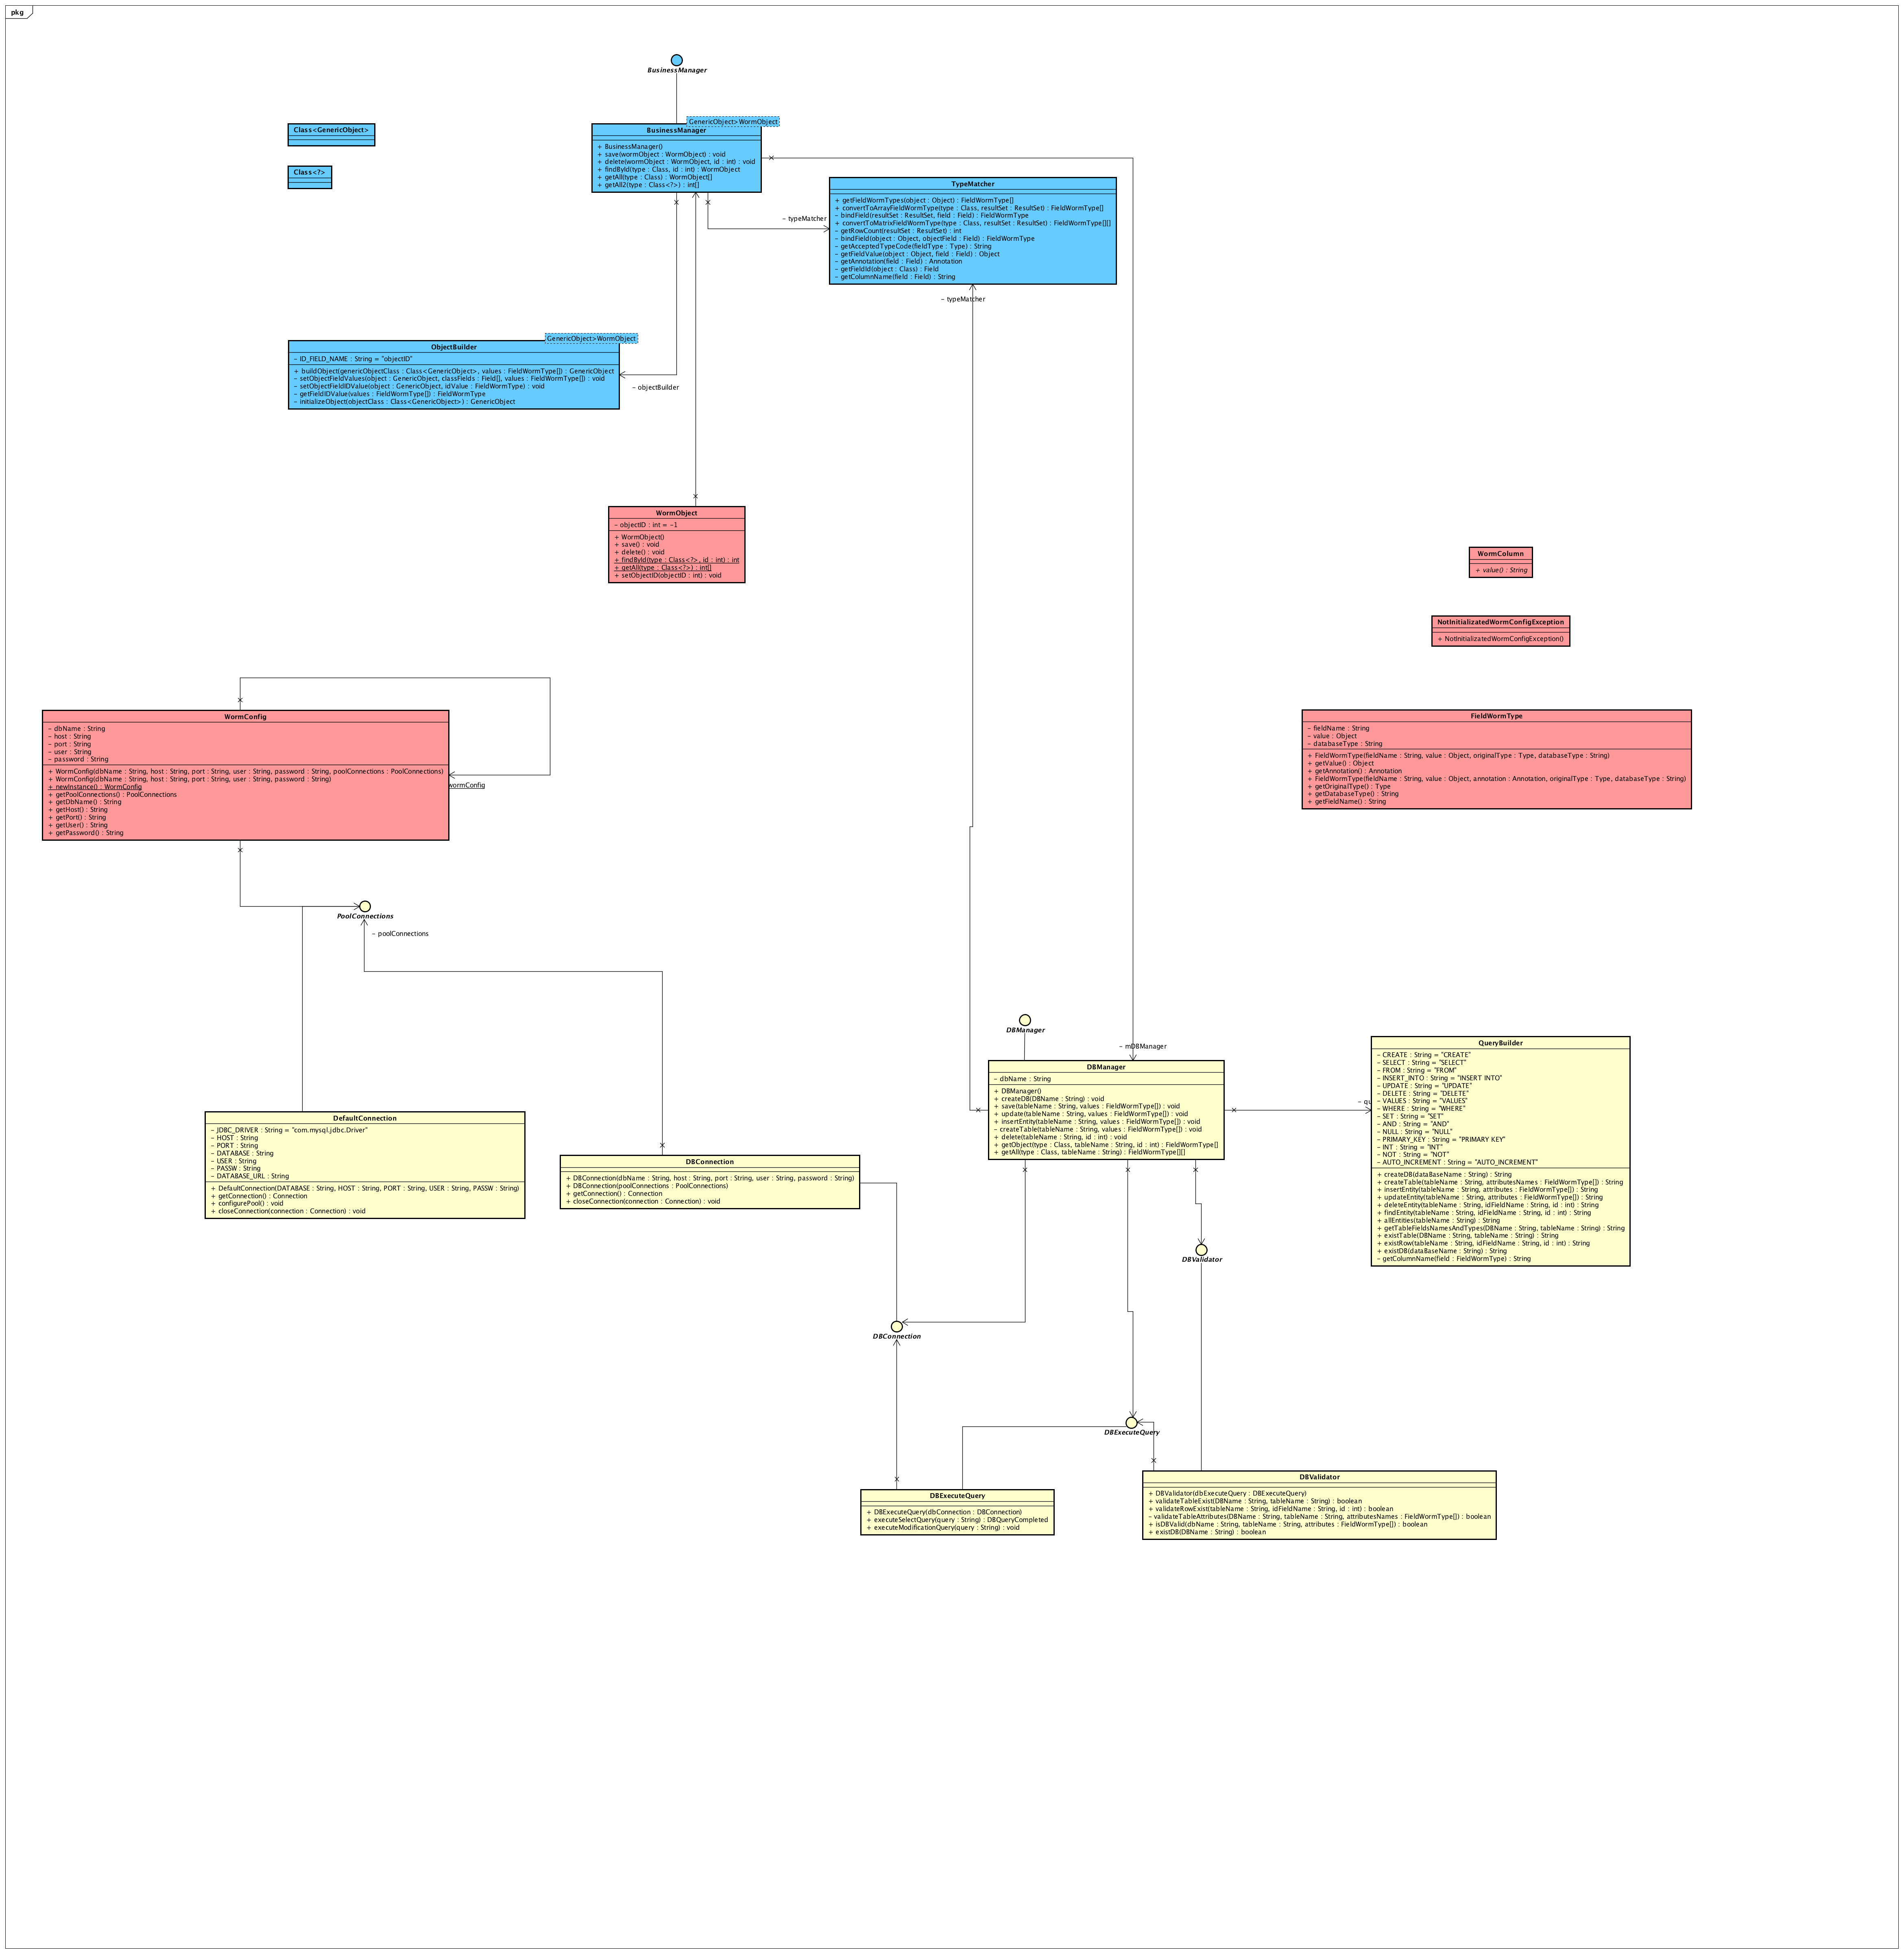 pkg
BusinessManager
Class<GenericObject>
Class<?>
GenericObject>WormObject
BusinessManager
+ BusinessManager()
+ save(wormObject : WormObject) : void
+ delete(wormObject : WormObject, id : int) : void
+ findById(type : Class, id : int) : WormObject
+ getAll(type : Class) : WormObject[]
+ getAll2(type : Class<?>) : int[]
- typeMatcher
TypeMatcher
+ getFieldWormTypes(object : Object) : FieldWormType[]
+ convertToArrayFieldWormType(type : Class, resultSet : ResultSet) : FieldWormType[]
- bindField(resultSet : ResultSet, field : Field) : FieldWormType
+ convertToMatrixFieldWormType(type : Class, resultSet : ResultSet) : FieldWormType[][]
- getRowCount(resultSet : ResultSet) : int
- bindField(object : Object, objectField : Field) : FieldWormType
- getAcceptedTypeCode(fieldType : Type) : String
- getFieldValue(object : Object, field : Field) : Object
- getAnnotation(field : Field) : Annotation
- getFieldId(object : Class) : Field
- getColumnName(field : Field) : String
- typeMatcher
GenericObject>WormObject
ObjectBuilder
- ID_FIELD_NAME : String = "objectID"
+ buildObject(genericObjectClass : Class<GenericObject>, values : FieldWormType[]) : GenericObject
- setObjectFieldValues(object : GenericObject, classFields : Field[], values : FieldWormType[]) : void
- setObjectFieldIDValue(object : GenericObject, idValue : FieldWormType) : void
- getFieldIDValue(values : FieldWormType[]) : FieldWormType
- initializeObject(objectClass : Class<GenericObject>) : GenericObject
- objectBuilder
WormObject
- objectID : int = -1
+ WormObject()
+ save() : void
+ delete() : void
+ findById(type : Class<?>, id : int) : int
+ getAll(type : Class<?>) : int[]
+ setObjectID(objectID : int) : void
WormColumn
+ value() : String
NotInitializatedWormConfigException
+ NotInitializatedWormConfigException()
WormConfig
- dbName : String
- host : String
- port : String
- user : String
- password : String
+ WormConfig(dbName : String, host : String, port : String, user : String, password : String, poolConnections : PoolConnections)
+ WormConfig(dbName : String, host : String, port : String, user : String, password : String)
+ newInstance() : WormConfig
+ getPoolConnections() : PoolConnections
+ getDbName() : String
+ getHost() : String
+ getPort() : String
+ getUser() : String
+ getPassword() : String
wormConfig
FieldWormType
- fieldName : String
- value : Object
- databaseType : String
+ FieldWormType(fieldName : String, value : Object, originalType : Type, databaseType : String)
+ getValue() : Object
+ getAnnotation() : Annotation
+ FieldWormType(fieldName : String, value : Object, annotation : Annotation, originalType : Type, databaseType : String)
+ getOriginalType() : Type
+ getDatabaseType() : String
+ getFieldName() : String
PoolConnections
- poolConnections
DBManager
- mDBManager
DBManager
- dbName : String
+ DBManager()
+ createDB(DBName : String) : void
+ save(tableName : String, values : FieldWormType[]) : void
+ update(tableName : String, values : FieldWormType[]) : void
+ insertEntity(tableName : String, values : FieldWormType[]) : void
- createTable(tableName : String, values : FieldWormType[]) : void
+ delete(tableName : String, id : int) : void
+ getObject(type : Class, tableName : String, id : int) : FieldWormType[]
+ getAll(type : Class, tableName : String) : FieldWormType[][]
- qu
QueryBuilder
- CREATE : String = "CREATE"
- SELECT : String = "SELECT"
- FROM : String = "FROM"
- INSERT_INTO : String = "INSERT INTO"
- UPDATE : String = "UPDATE"
- DELETE : String = "DELETE"
- VALUES : String = "VALUES"
- WHERE : String = "WHERE"
- SET : String = "SET"
- AND : String = "AND"
- NULL : String = "NULL"
- PRIMARY_KEY : String = "PRIMARY KEY"
- INT : String = "INT"
- NOT : String = "NOT"
- AUTO_INCREMENT : String = "AUTO_INCREMENT"
+ createDB(dataBaseName : String) : String
+ createTable(tableName : String, attributesNames : FieldWormType[]) : String
+ insertEntity(tableName : String, attributes : FieldWormType[]) : String
+ updateEntity(tableName : String, attributes : FieldWormType[]) : String
+ deleteEntity(tableName : String, idFieldName : String, id : int) : String
+ findEntity(tableName : String, idFieldName : String, id : int) : String
+ allEntities(tableName : String) : String
+ getTableFieldsNamesAndTypes(DBName : String, tableName : String) : String
+ existTable(DBName : String, tableName : String) : String
+ existRow(tableName : String, idFieldName : String, id : int) : String
+ existDB(dataBaseName : String) : String
- getColumnName(field : FieldWormType) : String
DefaultConnection
- JDBC_DRIVER : String = "com.mysql.jdbc.Driver"
- HOST : String
- PORT : String
- DATABASE : String
- USER : String
- PASSW : String
- DATABASE_URL : String
+ DefaultConnection(DATABASE : String, HOST : String, PORT : String, USER : String, PASSW : String)
+ getConnection() : Connection
+ configurePool() : void
+ closeConnection(connection : Connection) : void
DBConnection
+ DBConnection(dbName : String, host : String, port : String, user : String, password : String)
+ DBConnection(poolConnections : PoolConnections)
+ getConnection() : Connection
+ closeConnection(connection : Connection) : void
DBValidator
DBConnection
DBExecuteQuery
DBExecuteQuery
+ DBExecuteQuery(dbConnection : DBConnection)
+ executeSelectQuery(query : String) : DBQueryCompleted
+ executeModificationQuery(query : String) : void
DBValidator
+ DBValidator(dbExecuteQuery : DBExecuteQuery)
+ validateTableExist(DBName : String, tableName : String) : boolean
+ validateRowExist(tableName : String, idFieldName : String, id : int) : boolean
- validateTableAttributes(DBName : String, tableName : String, attributesNames : FieldWormType[]) : boolean
+ isDBValid(dbName : String, tableName : String, attributes : FieldWormType[]) : boolean
+ existDB(DBName : String) : boolean